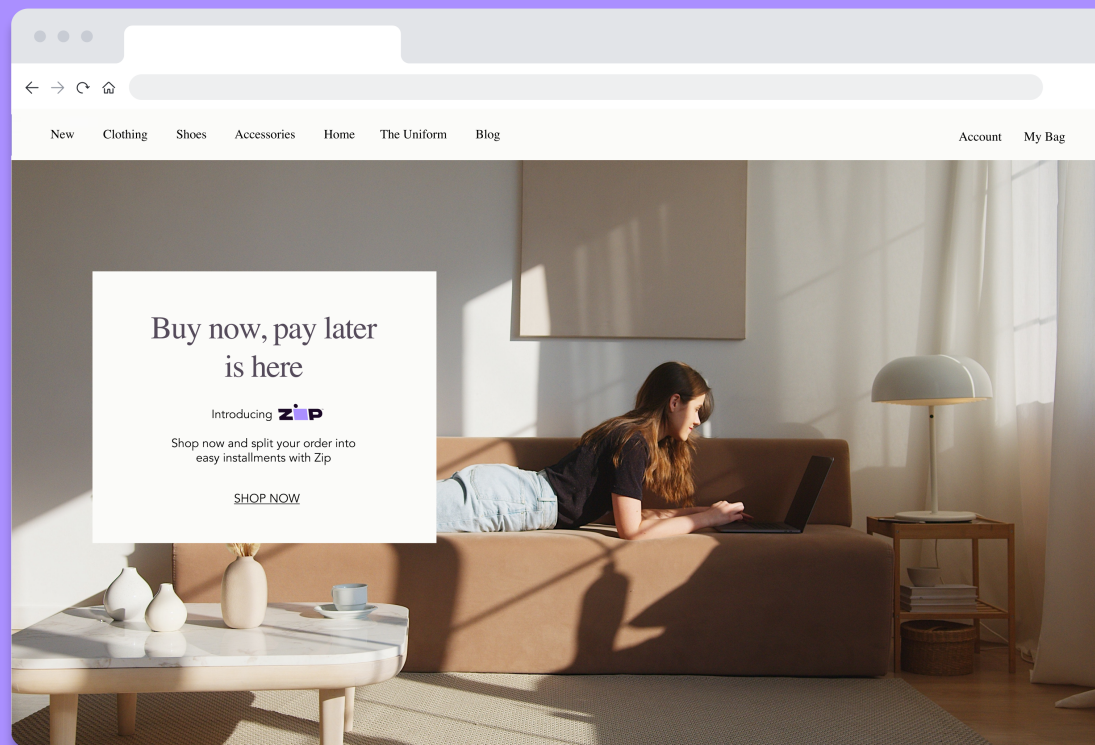 New Clothing Shoes Accessories Home The Uniform Blog Account My Bag
Buy now, pay later
is here
Introducing ZIP
Shop now and split your order into
easy installments with Zip
SHOP NOW